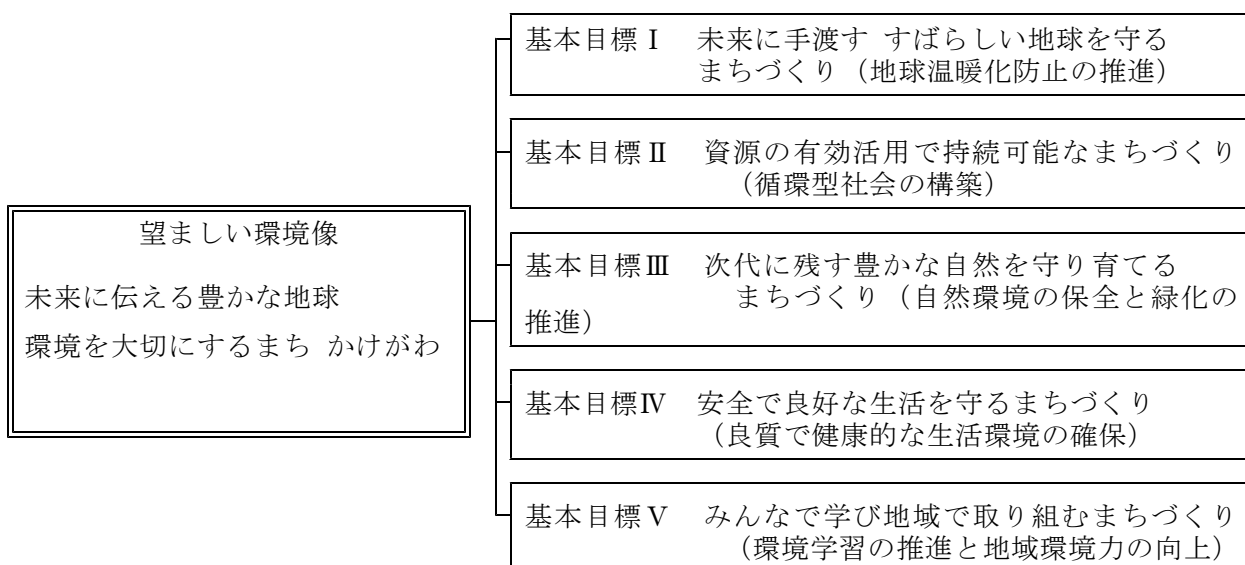 望ましい環境像
未来に伝える豊かな地球
環境を大切にするまち かけがわ
基本目標Ⅰ 未来に手渡す すばらしい地球を守る
まちづくり（地球温暖化防止の推進）
基本目標Ⅱ 資源の有効活用で持続可能なまちづくり
（循環型社会の構築）
基本目標Ⅲ 次代に残す豊かな自然を守り育てる
まちづくり（自然環境の保全と緑化の
推進）
基本目標Ⅳ 安全で良好な生活を守るまちづくり
（良質で健康的な生活環境の確保）
基本目標Ⅴ みんなで学び地域で取り組むまちづくり
（環境学習の推進と地域環境力の向上）